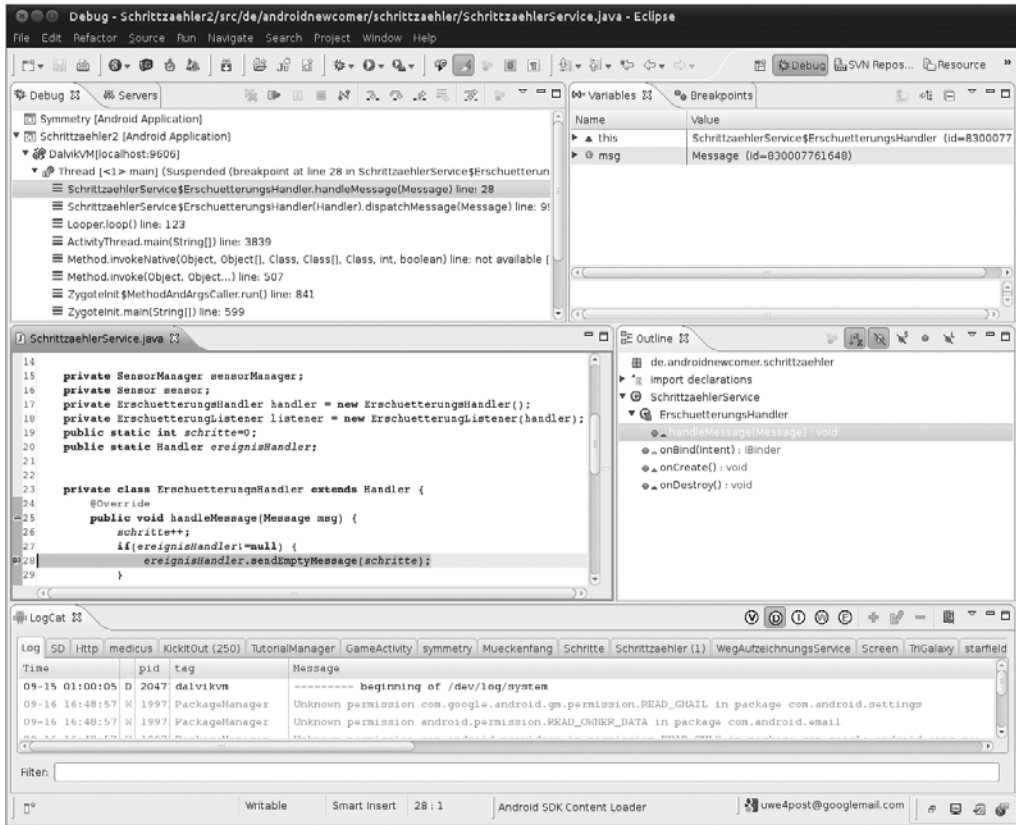 Debug - Schrittzaehler2/src/de/androidnewcomer/schrittzaehler/SchrittzaehlerService.java - Eclipse
File Edit Refactor Source Run Navigate Search Project Window Help
Debug SVN Repos... Resource »
Debug Servers
Symmetry [Android Application]
Schrittzaehler2 [Android Application]
DalvikVM[localhost:9606]
Thread [<1> main] (Suspended (breakpoint at line 28 in SchrittzaehlerService$Erschuetterun
SchrittzaehlerService$ErschuetterungsHandler.handleMessage(Message) line: 28
SchrittzaehlerService$ErschuetterungsHandler(Handler).dispatchMessage(Message) line: 9
Looper.loop() line: 123
ActivityThread.main(String[]) line: 3839
Method.invokeNative(Object, Object[], Class, Class[], Class, int, boolean) line: not available [
Method.invoke(Object, Object...) line: 507
ZygoteInit$MethodAndArgsCaller.run() line: 841
ZygoteInit.main(String[]) line: 599
Variables Breakpoints
Name Value
this SchrittzaehlerService$ErschuetterungsHandler (id=8300077
msg Message (id=830007761648)
SchrittzaehlerService.java
14
15 private SensorManager sensorManager;
16 private Sensor sensor;
17 private ErschuetterungsHandler handler = new ErschuetterungsHandler();
18 private ErschuetterungListener listener = new ErschuetterungListener(handler);
19 public static int schritte=0;
20 public static Handler ereignisHandler;
21
22
23 private class ErschuetterungsHandler extends Handler {
24 @Override
25 public void handleMessage(Message msg) {
26 schritte++;
27 if(ereignisHandler!=null) {
28 ereignisHandler.sendEmptyMessage(schritte);
29 }
Outline
de.androidnewcomer.schrittzaehler
import declarations
SchrittzaehlerService
ErschuetterungsHandler
handleMessage(Message) : void
onBind(Intent) : IBinder
onCreate() : void
onDestroy() : void
LogCat
V D I W E
Log SD Http medicus KickItOut (250) TutorialManager GameActivity symmetry Mueckenfang Schritte Schrittzaehler (1) WegAufzeichnungsService Screen TriGalaxy starfield
Time pid tag Message
09-15 01:00:05 D 2047 dalvikvm --------- beginning of /dev/log/system
09-16 16:48:57 W 1997 PackageManager Unknown permission com.google.android.gm.permission.READ_GMAIL in package com.android.settings
09-16 16:48:57 W 1997 PackageManager Unknown permission android.permission.READ_OWNER_DATA in package com.android.email
Filter:
Writable Smart Insert 28 : 1 Android SDK Content Loader uwe4post@googlemail.com